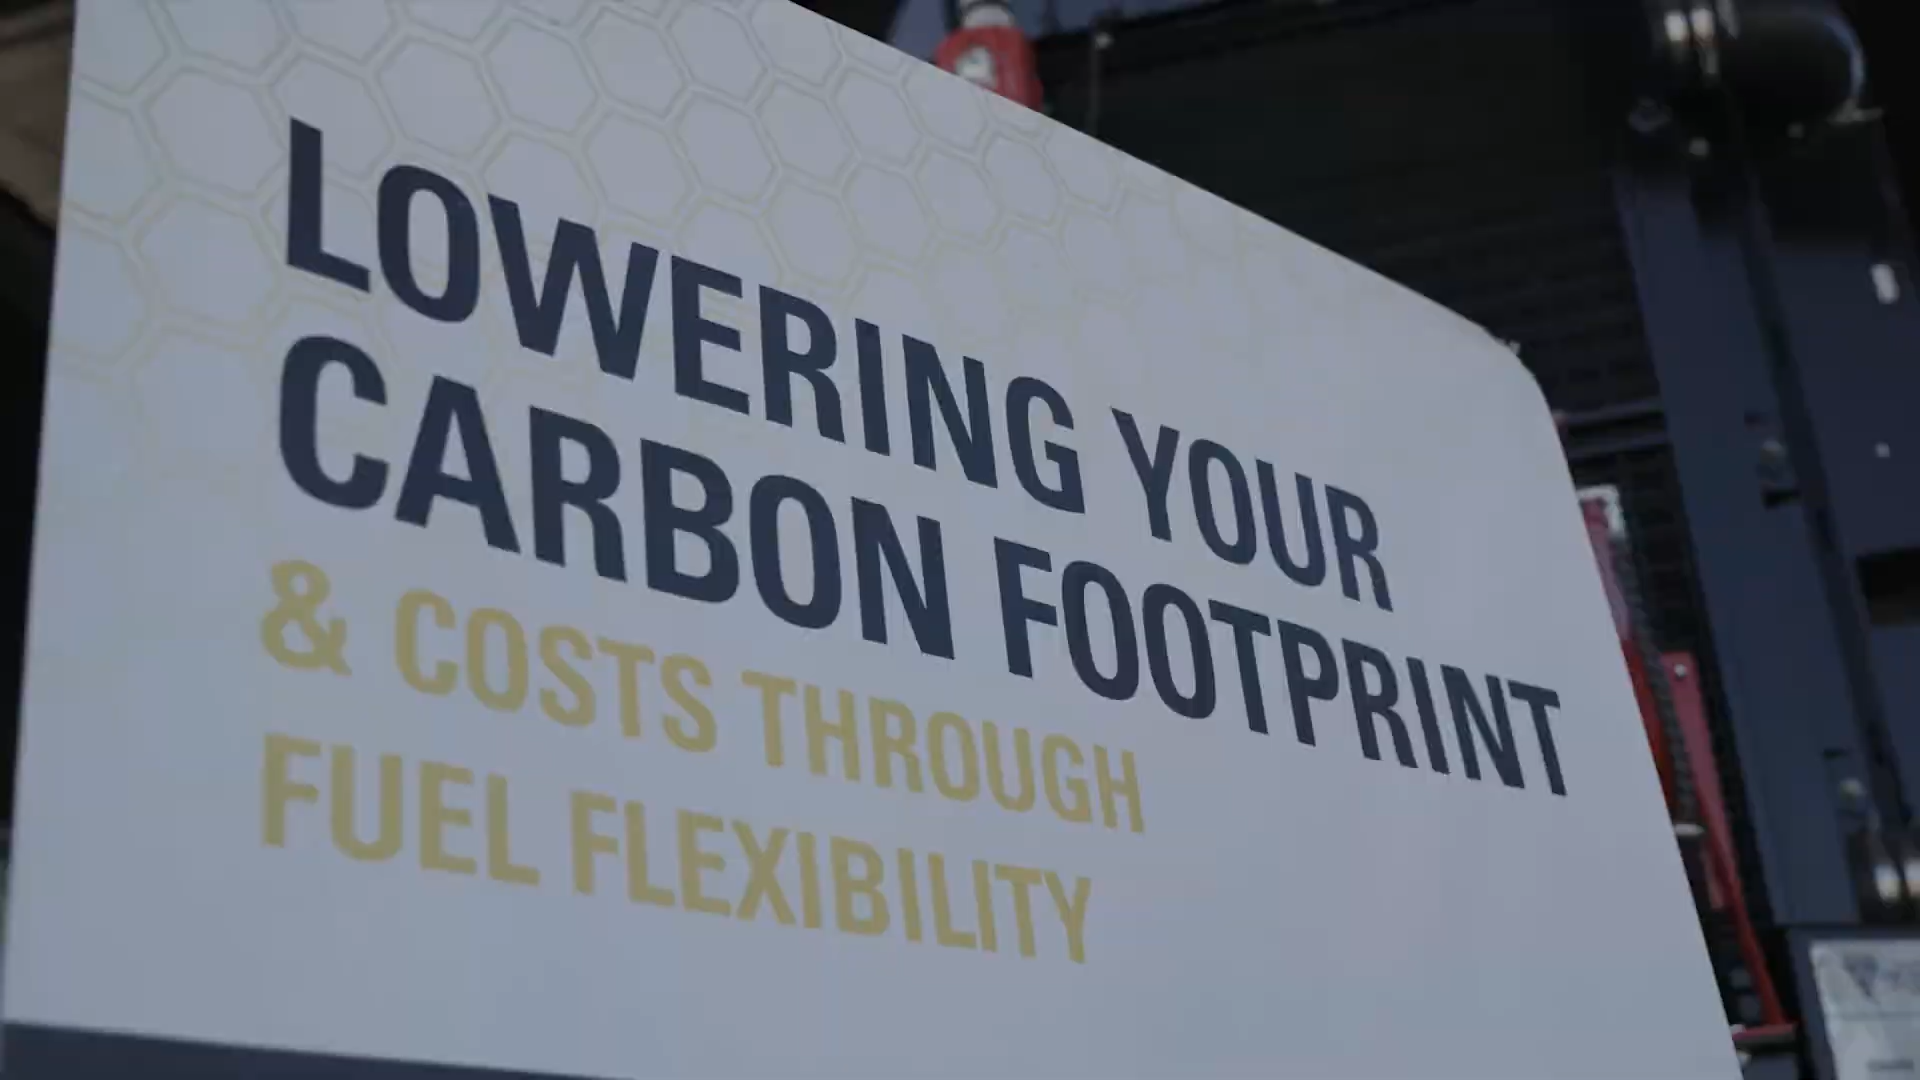 LOWERING YOUR
CARBON FOOTPRINT
& COSTS THROUGH
FUEL FLEXIBILITY